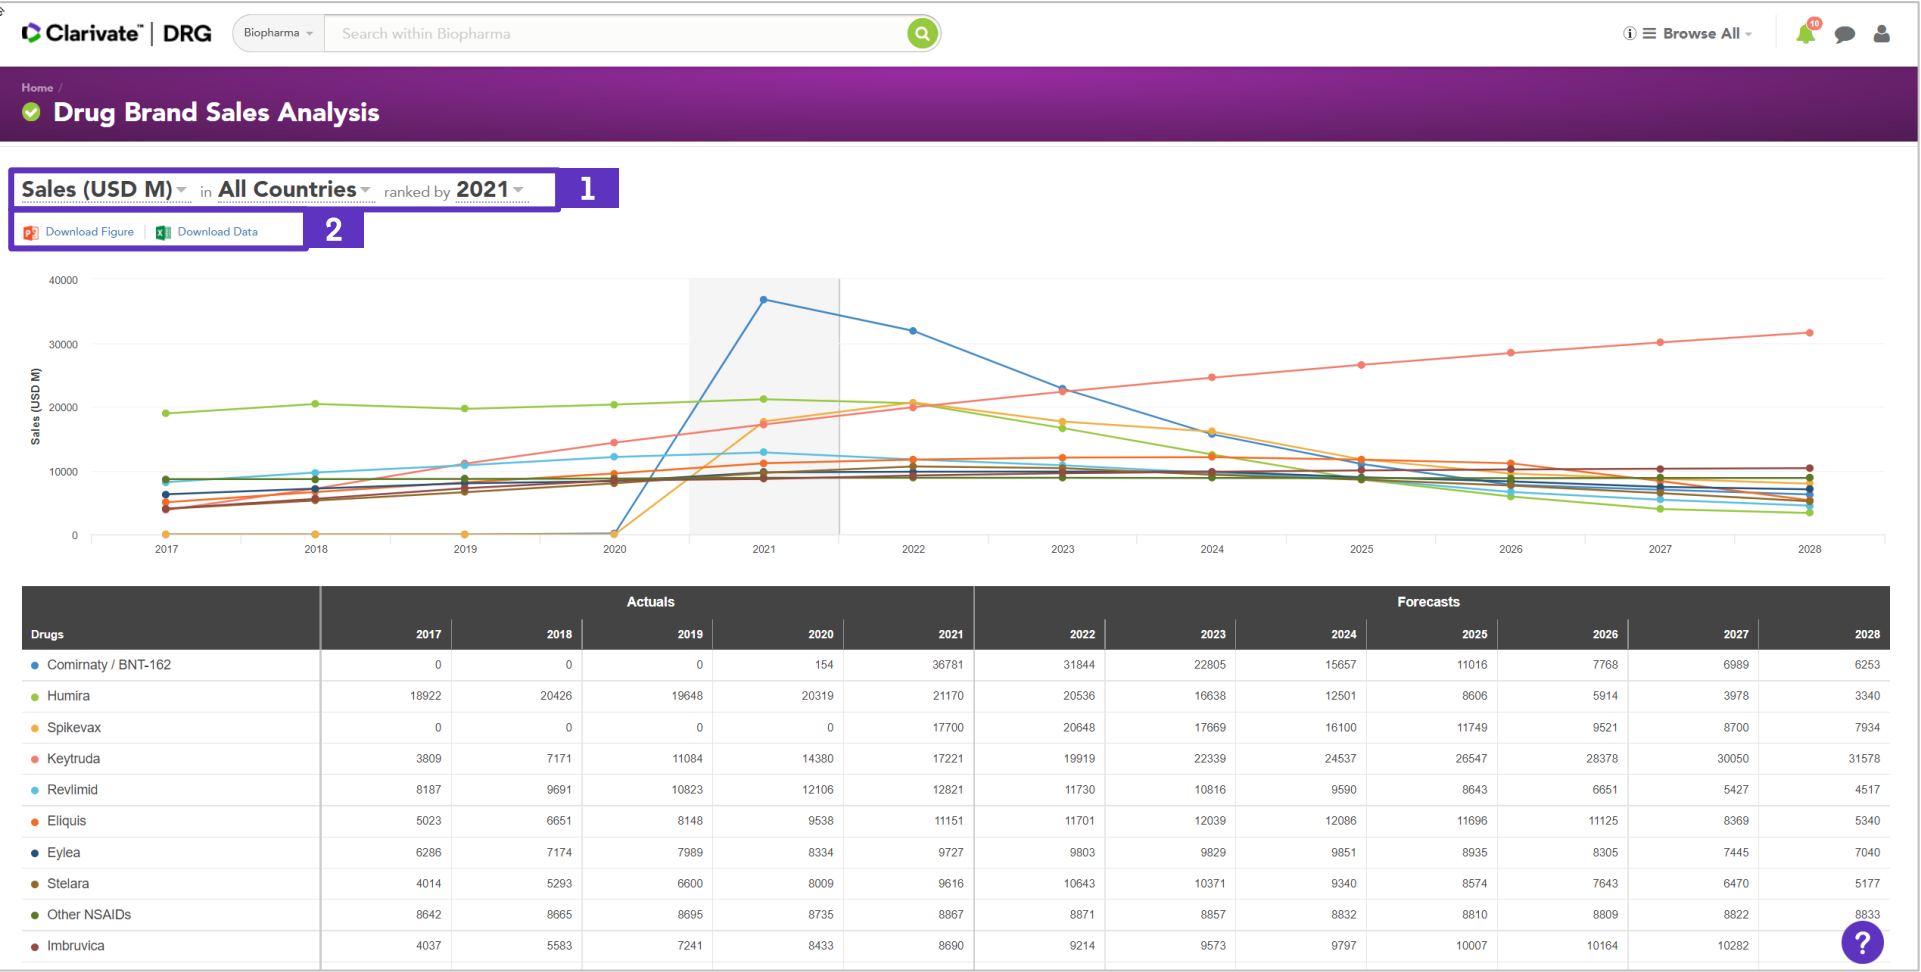 Clarivate™ | DRG Biopharma Search within Biopharma Browse All 10
Home /
Drug Brand Sales Analysis
Sales (USD M) in All Countries ranked by 2021 1
Download Figure Download Data 2
40000
30000
20000
10000
0
Sales (USD M)
2017 2018 2019 2020 2021 2022 2023 2024 2025 2026 2027 2028
Actuals Forecasts
Drugs 2017 2018 2019 2020 2021 2022 2023 2024 2025 2026 2027 2028
Comirnaty / BNT-162 0 0 0 154 36781 31844 22805 15657 11016 7768 6989 6253
Humira 18922 20426 19648 20319 21170 20536 16638 12501 8606 5914 3978 3340
Spikevax 0 0 0 0 17700 20648 17669 16100 11749 9521 8700 7934
Keytruda 3809 7171 11084 14380 17221 19919 22339 24537 26547 28378 30050 31578
Revlimid 8187 9691 10823 12106 12821 11730 10816 9590 8643 6651 5427 4517
Eliquis 5023 6651 8148 9538 11151 11701 12039 12086 11696 11125 8369 5340
Eylea 6286 7174 7989 8334 9727 9803 9829 9851 8935 8305 7445 7040
Stelara 4014 5293 6600 8009 9616 10643 10371 9340 8574 7643 6470 5177
Other NSAIDs 8642 8665 8695 8735 8867 8871 8857 8832 8810 8809 8822 8833
Imbruvica 4037 5583 7241 8433 8690 9214 9573 9797 10007 10164 10282
?